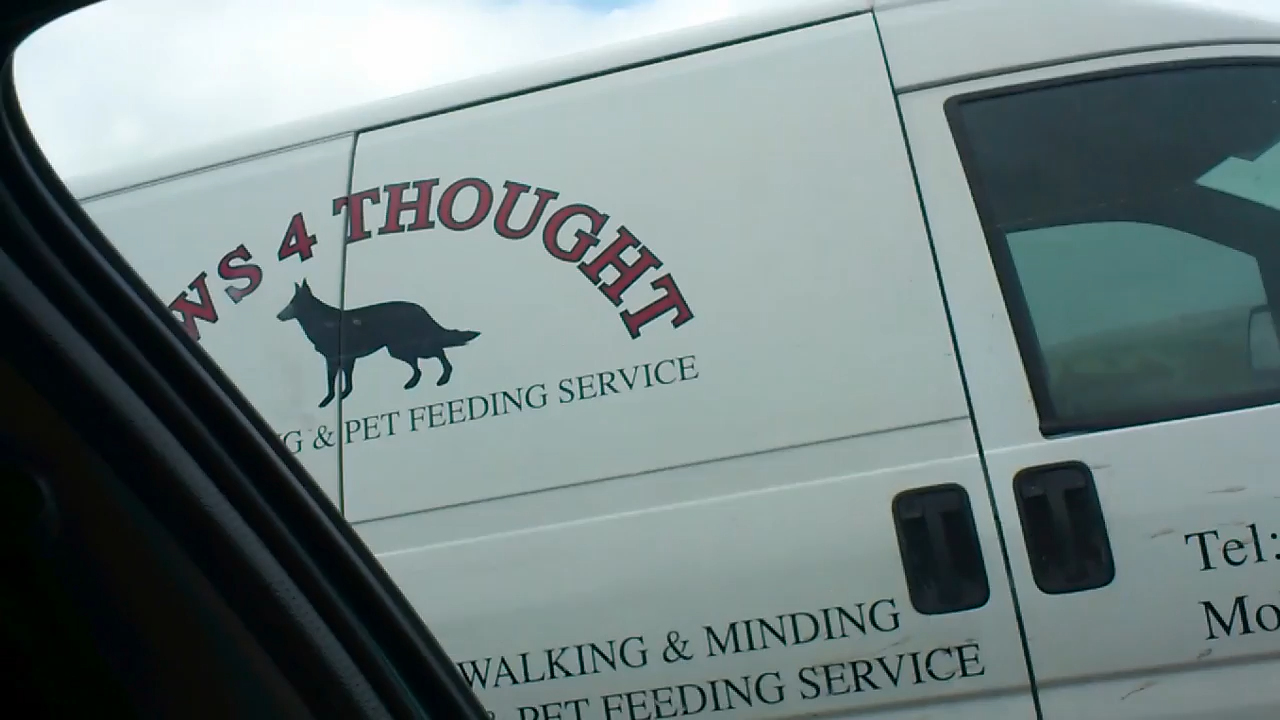 WS 4 THOUGHT
G & PET FEEDING SERVICE
WALKING & MINDING
& PET FEEDING SERVICE
Tel:
Mo